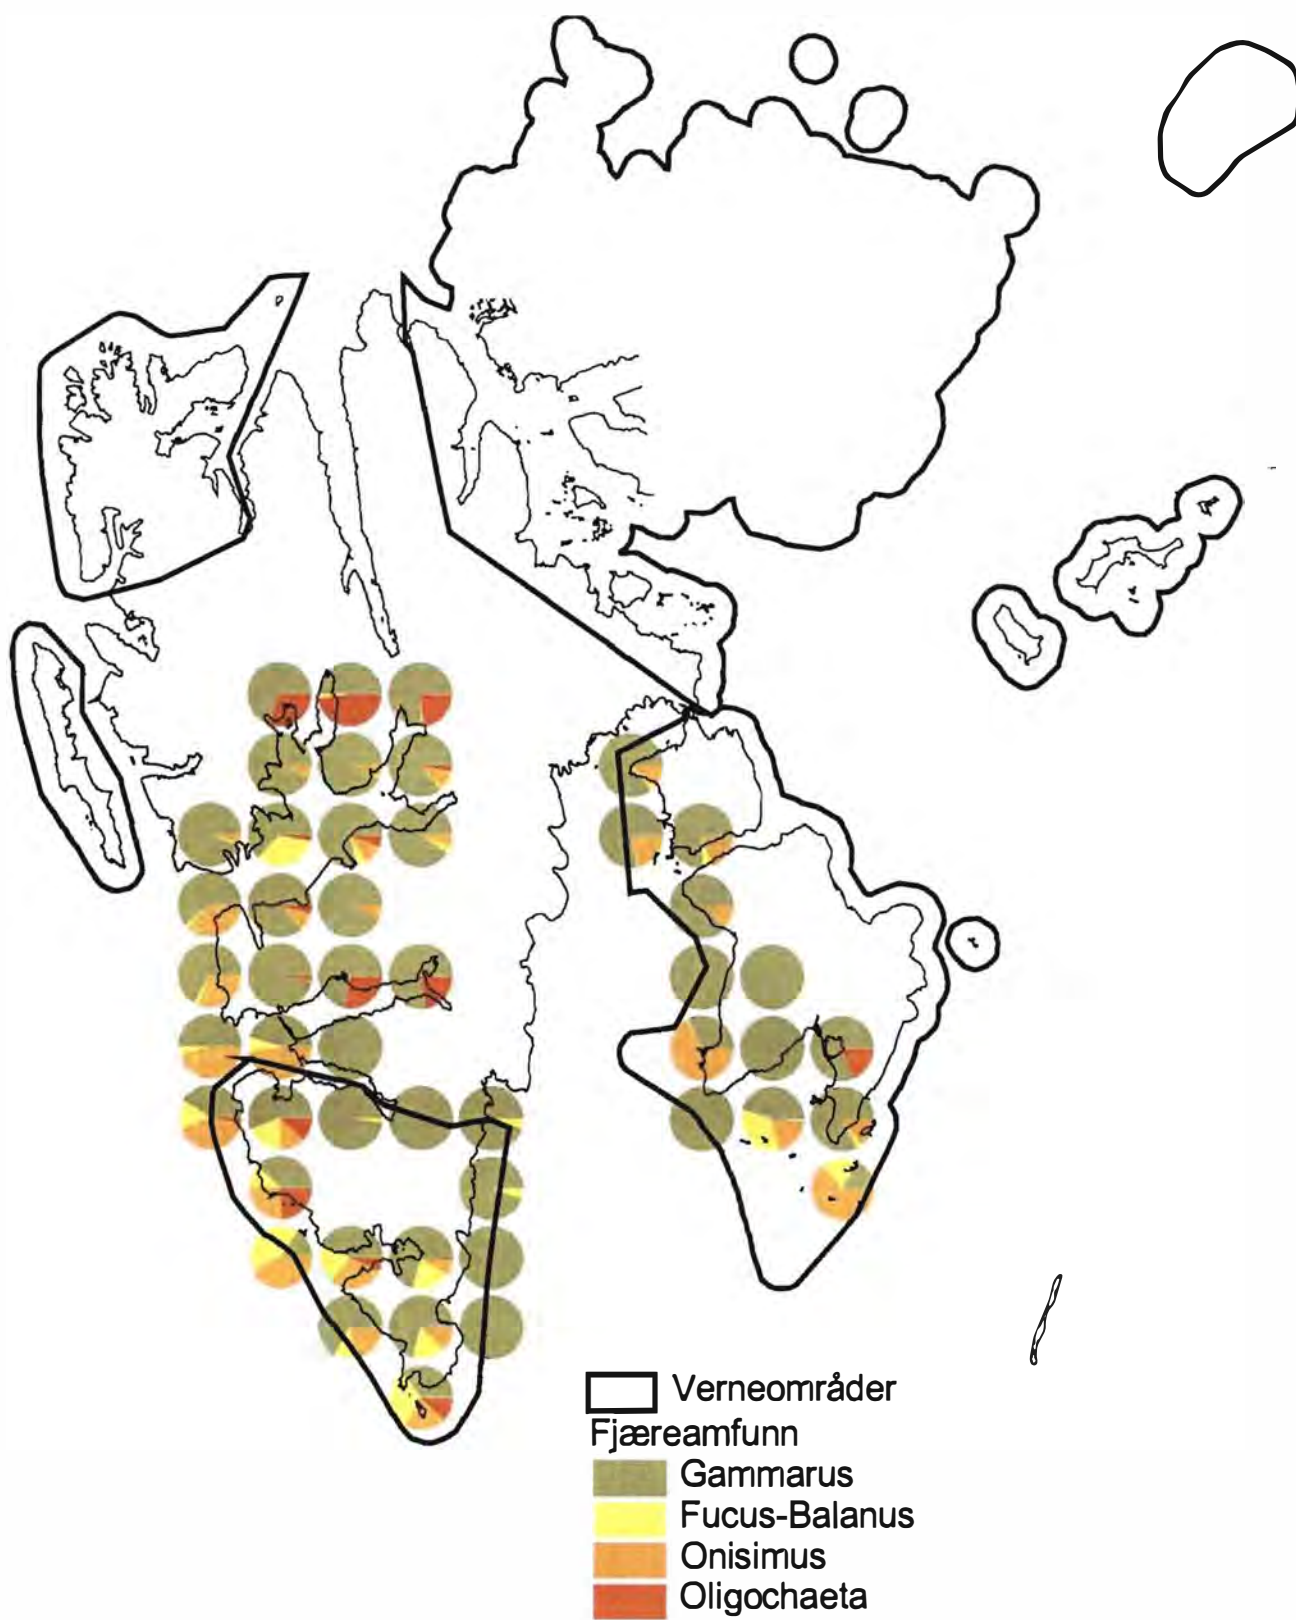 Verneområder
Fjæreamfunn
Gammarus
Fucus-Balanus
Onisimus
Oligochaeta